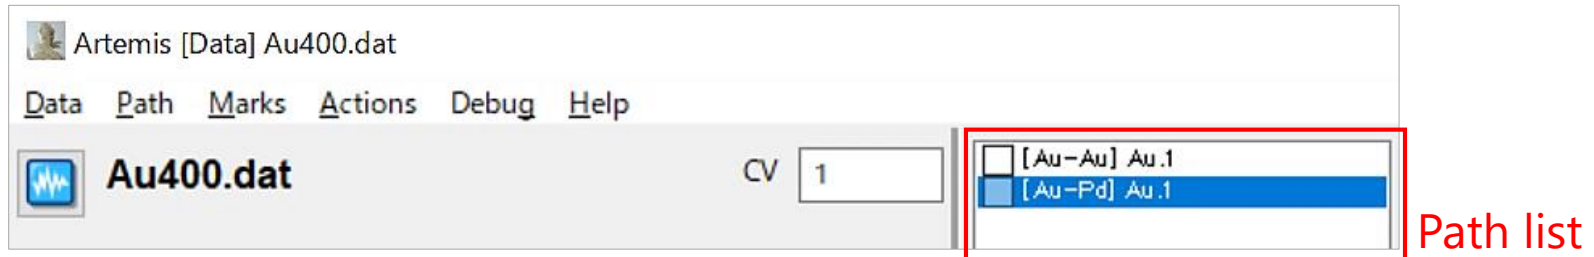 Artemis [Data] Au400.dat
Data Path Marks Actions Debug Help
Au400.dat
CV 1
[Au-Au] Au.1
[Au-Pd] Au.1
Path list